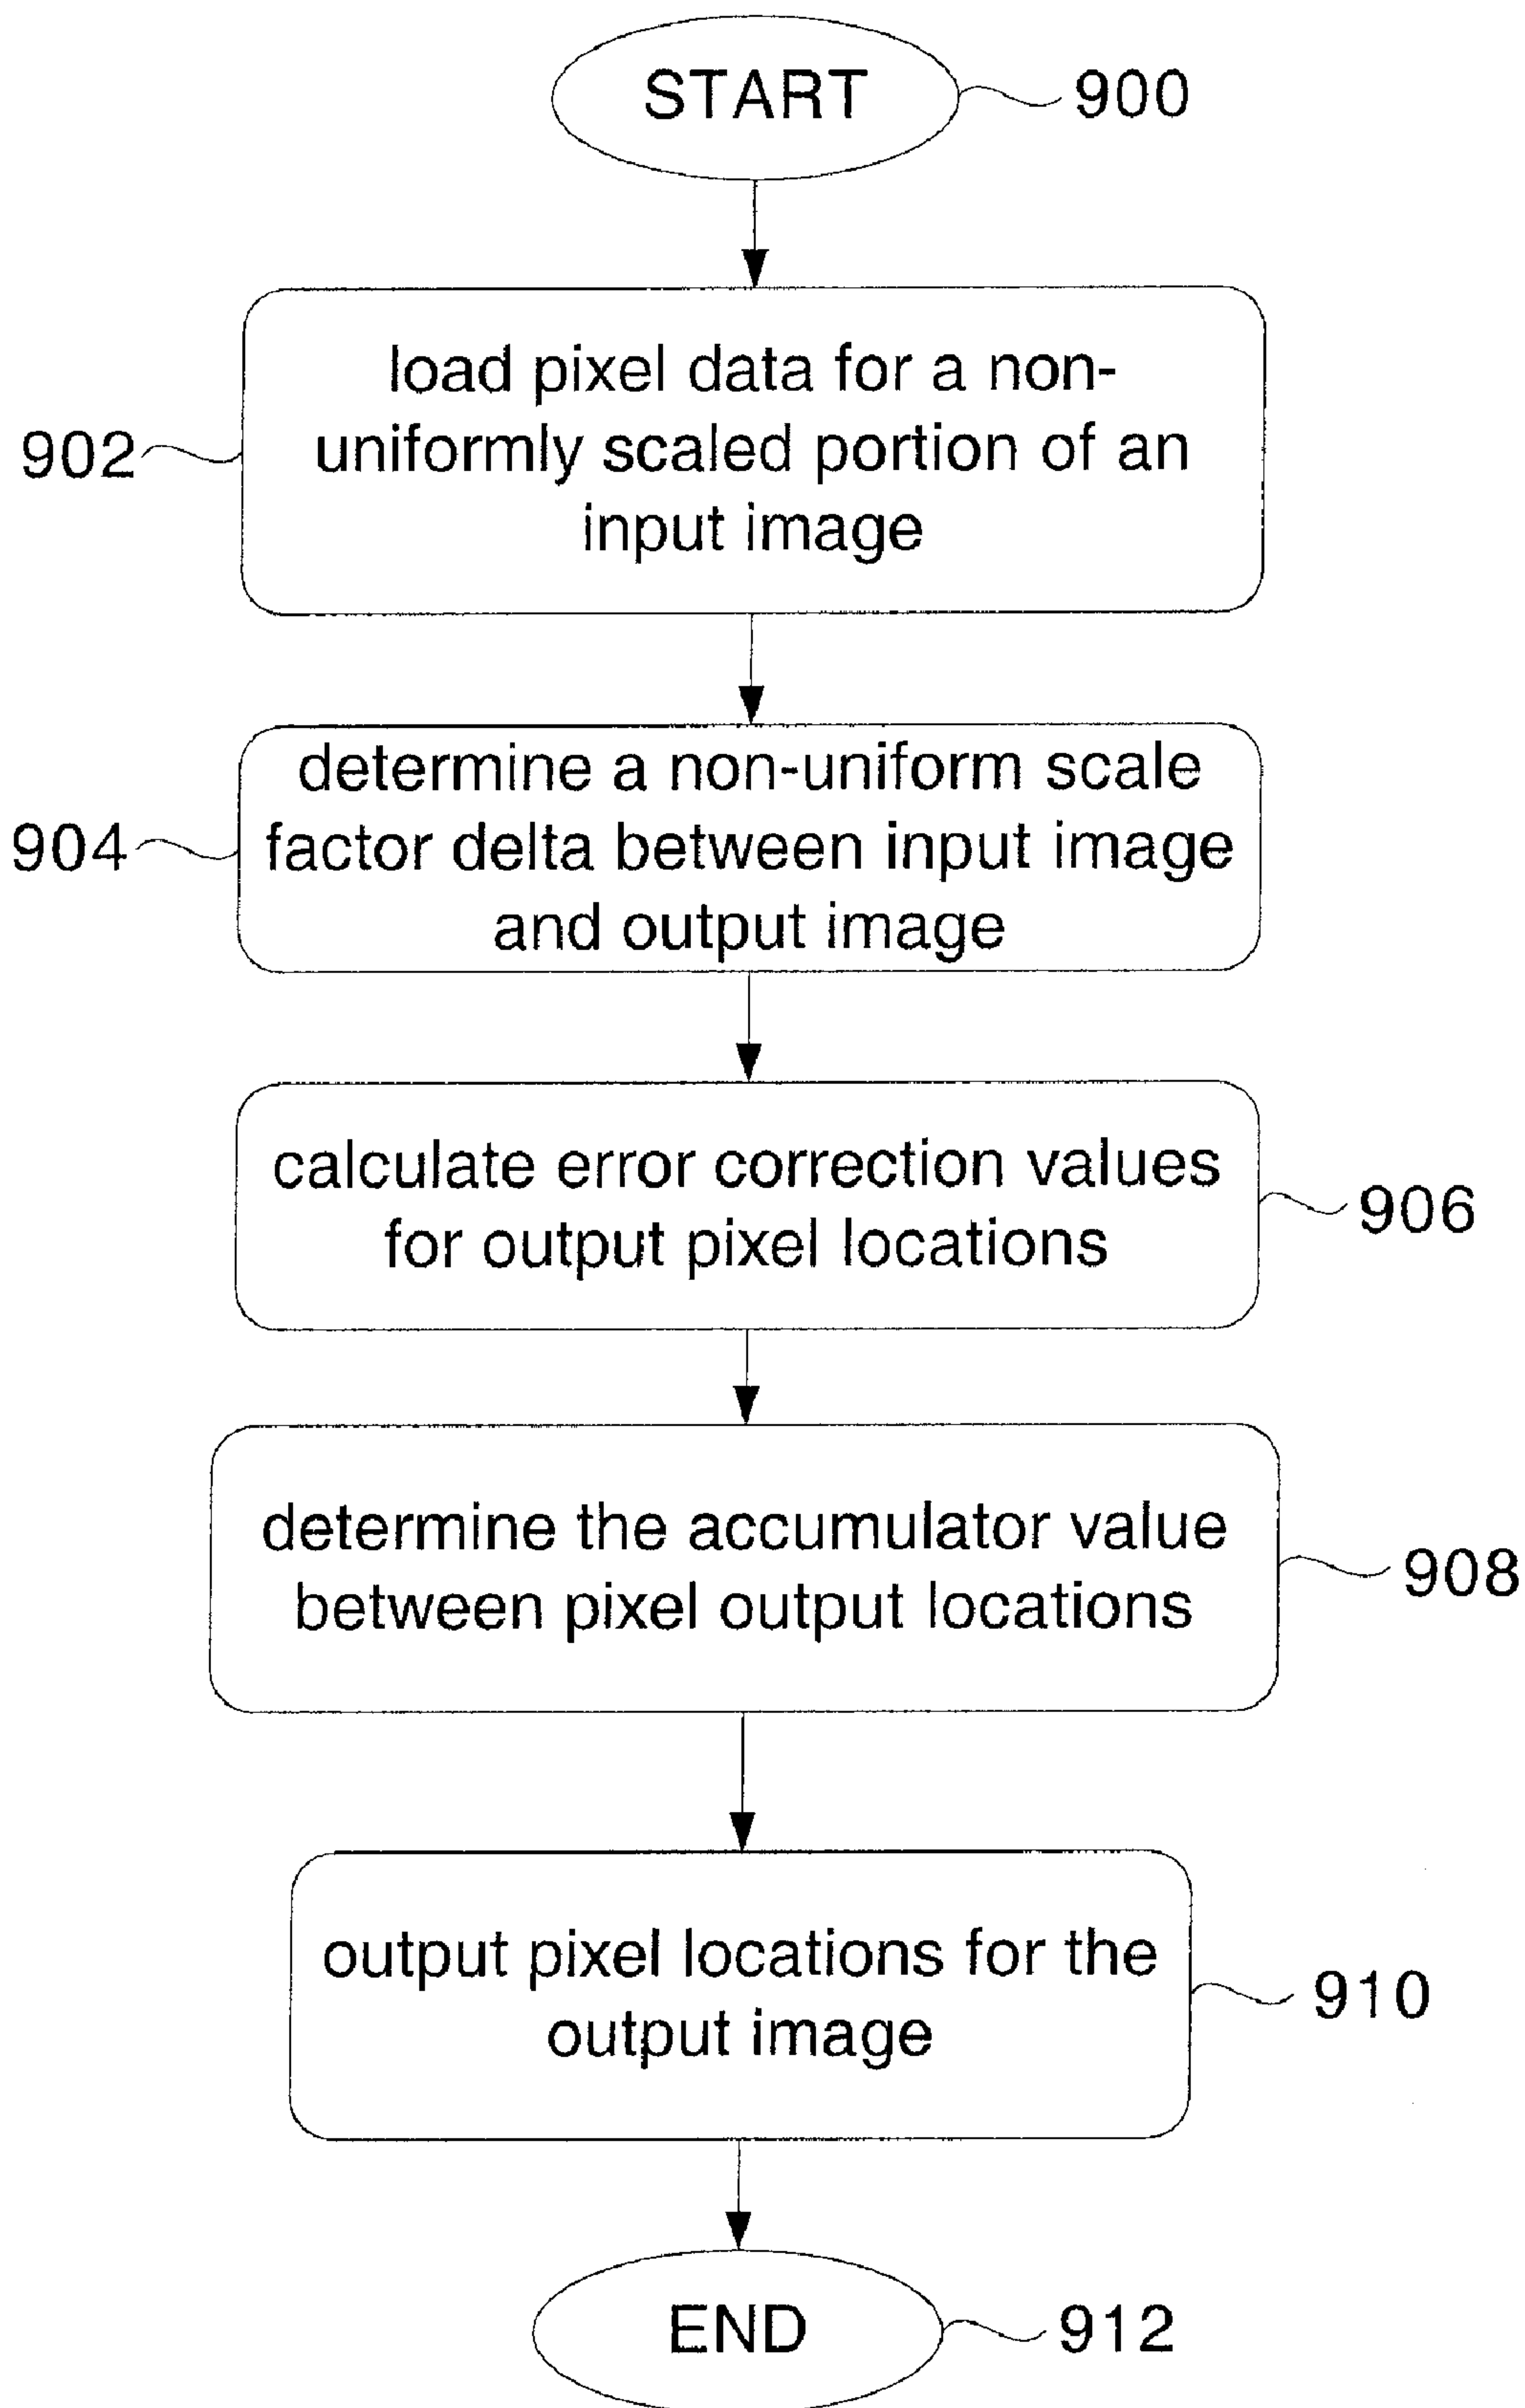 START
900
load pixel data for a non-
uniformly scaled portion of an
input image
902
determine a non-uniform scale
factor delta between input image
and output image
904
calculate error correction values
for output pixel locations
906
determine the accumulator value
between pixel output locations
908
output pixel locations for the
output image
910
END
912